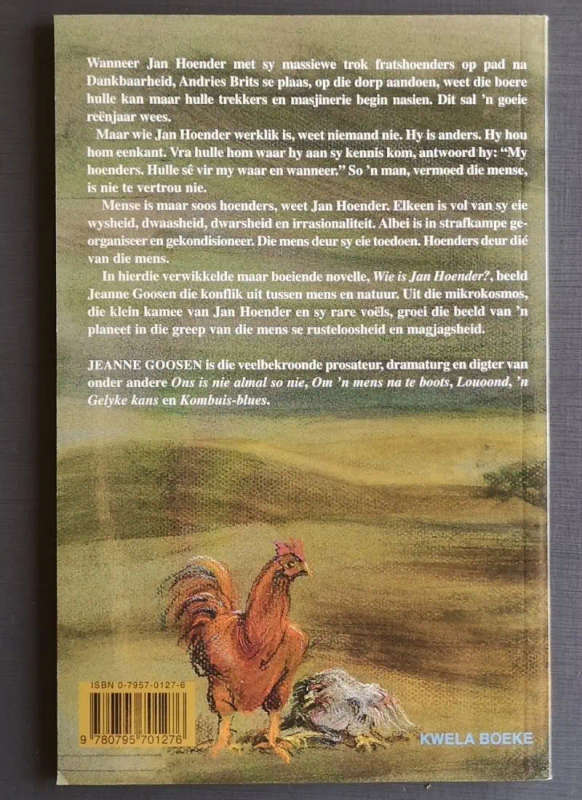 Wanneer Jan Hoender met sy massiewe trok fratshoenders op pad na
Dankbaarheid, Andries Brits se plaas, op die dorp aandoen, weet die boere
hulle kan maar hulle trekkers en masjinerie begin nasien. Dit sal 'n goeie
reënjaar wees.
Maar wie Jan Hoender werklik is, weet niemand nie. Hy is anders. Hy hou
hom eenkant. Vra hulle hom waar hy aan sy kennis kom, antwoord hy: “My
hoenders. Hulle sê vir my waar en wanneer.” So 'n man, vermoed die mense,
is nie te vertrou nie.
Mense is maar soos hoenders, weet Jan Hoender. Elkeen is vol van sy eie
wysheid, dwaasheid, dwarsheid en irrasionaliteit. Albei is in strafkampe ge-
organiseer en gekondisioneer. Die mens deur sy eie toedoen. Hoenders deur dié
van die mens.
In hierdie verwikkelde maar boeiende novelle, Wie is Jan Hoender?, beeld
Jeanne Goosen die konflik uit tussen mens en natuur. Uit die mikrokosmos,
die klein kamee van Jan Hoender en sy rare voëls, groei die beeld van 'n
planeet in die greep van die mens se rusteloosheid en magjagsheid.
JEANNE GOOSEN is die veelbekroonde prosateur, dramaturg en digter van
onder andere Ons is nie almal so nie, Om 'n mens na te boots, Louoond, 'n
Gelyke kans en Kombuis-blues.
ISBN 0-7957-0127-6
9 780795 701276
KWELA BOEKE